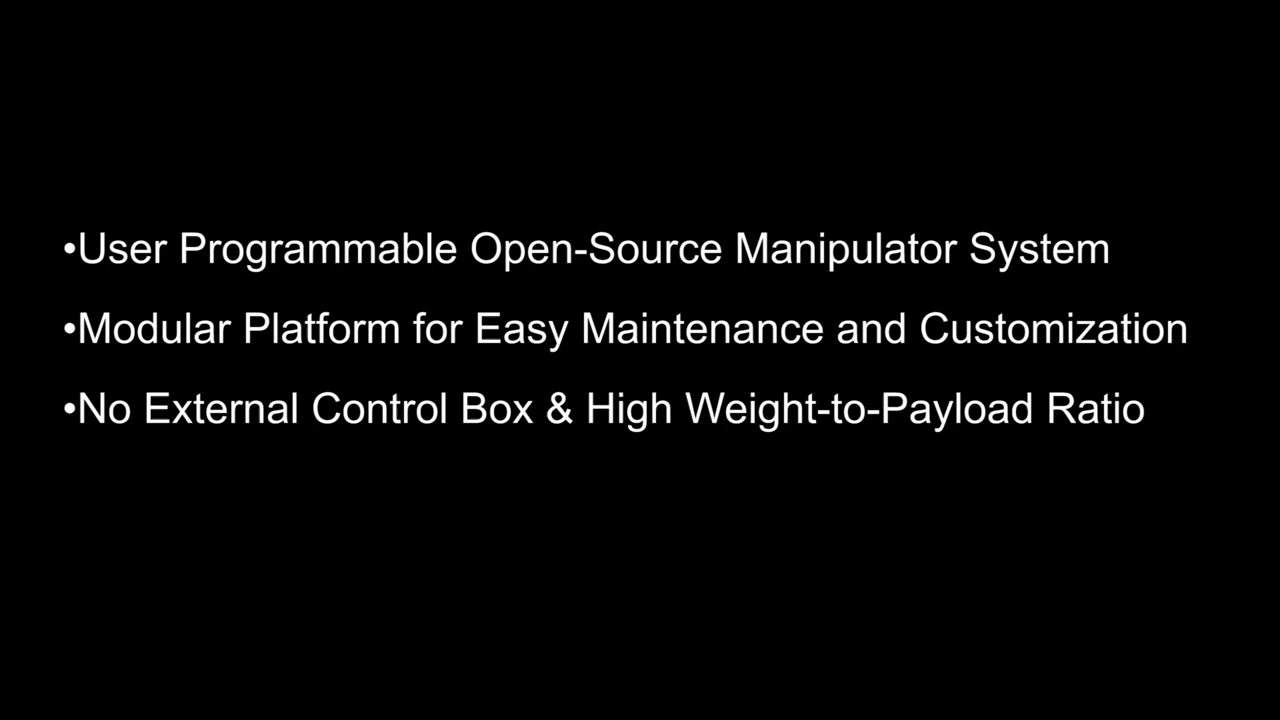 •User Programmable Open-Source Manipulator System
•Modular Platform for Easy Maintenance and Customization
•No External Control Box & High Weight-to-Payload Ratio